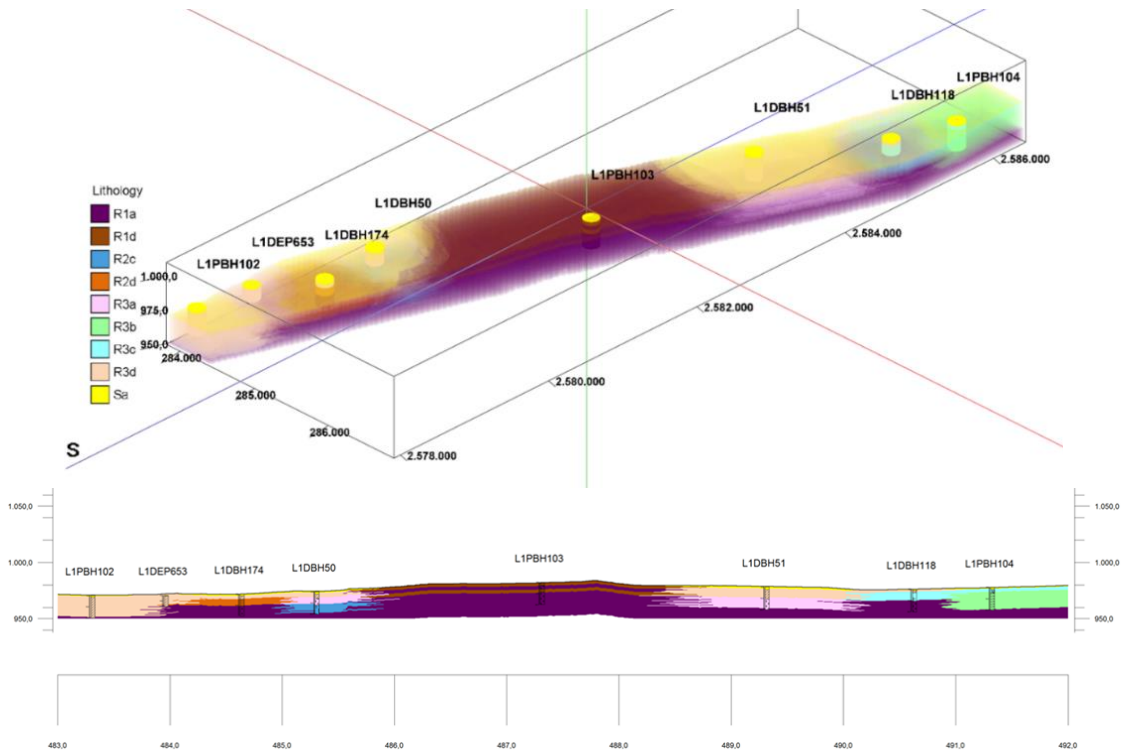 L1PBH104
L1DBH118
L1DBH51
2.586.000
L1PBH103
Lithology
R1a
R1d
R2c
R2d
R3a
R3b
R3c
R3d
Sa
L1DBH50
L1DBH174
L1DEP653
L1PBH102
2.584.000
1.000,0
975,0
950,0
284.000
2.582.000
285.000
2.580.000
286.000
2.578.000
S
1.050,0
1.050,0
1.000,0
1.000,0
950,0
950,0
L1PBH102
L1DEP653
L1DBH174
L1DBH50
L1PBH103
L1DBH51
L1DBH118
L1PBH104
483,0
484,0
485,0
486,0
487,0
488,0
489,0
490,0
491,0
492,0